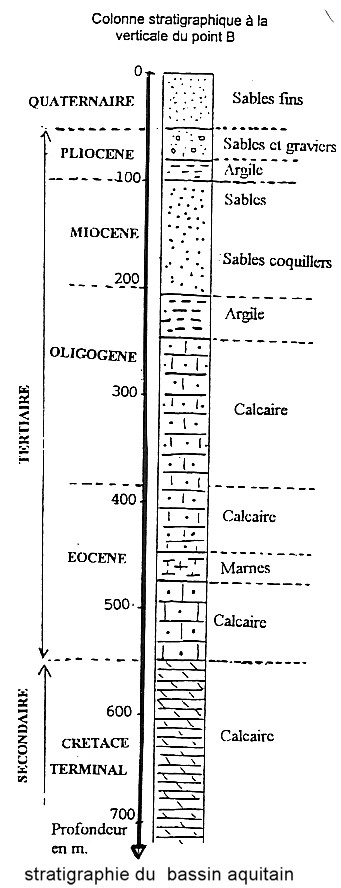 Colonne stratigraphique à la
verticale du point B
0
QUATERNAIRE
Sables fins
PLIOCENE
Sables et graviers
Argile
100
Sables
MIOCENE
Sables coquillers
200
Argile
OLIGOGENE
300
Calcaire
TERTIAIRE
400
Calcaire
EOCENE
Marnes
500
Calcaire
600
SECONDAIRE
CRETACE
TERMINAL
Calcaire
700
Profondeur
en m.
stratigraphie du bassin aquitain